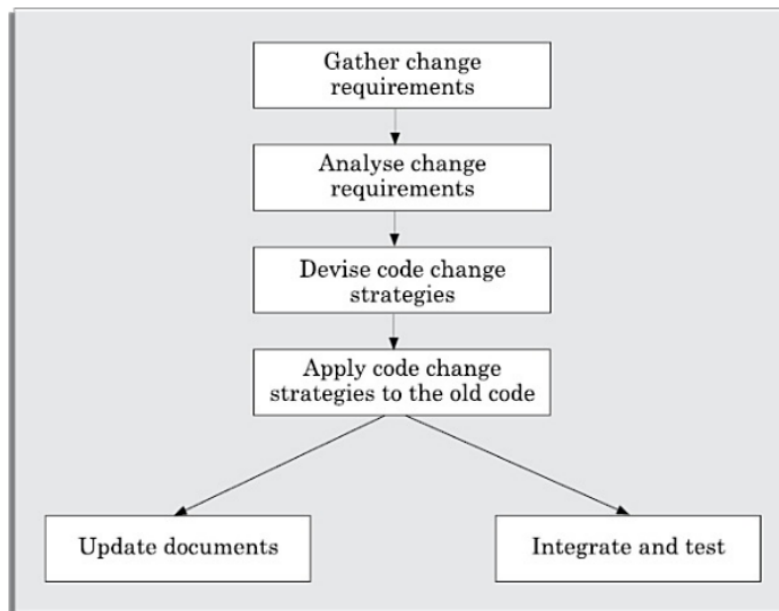 Gather change
requirements
Analyse change
requirements
Devise code change
strategies
Apply code change
strategies to the old code
Update documents
Integrate and test